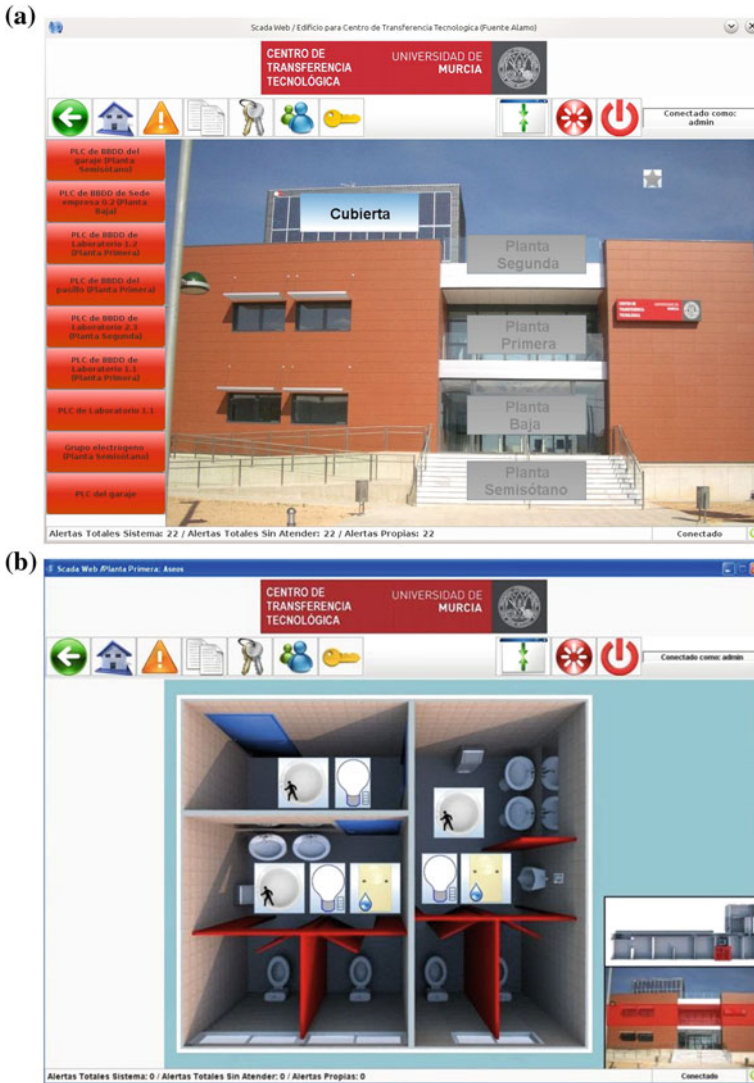 (a)
Scada Web / Edificio para Centro de Transferencia Tecnologica (Fuente Alamo)
CENTRO DE
TRANSFERENCIA
TECNOLÓGICA
UNIVERSIDAD DE
MURCIA
Conectado como:
admin
PLC de BBDD del
garaje (Planta
Semisótano)
PLC de BBDD de Sede
empresa 0.2 (Planta
Baja)
PLC de BBDD de
Laboratorio 1.2
(Planta Primera)
PLC de BBDD del
pasillo (Planta Primera)
PLC de BBDD de
Laboratorio 2.3
(Planta Segunda)
PLC de BBDD de
Laboratorio 1.1
(Planta Primera)
PLC de Laboratorio 1.1
Grupo electrógeno
(Planta Semisótano)
PLC del garaje
Cubierta
Planta
Segunda
Planta
Primera
Planta
Baja
Planta
Semisótano
CENTRO DE
TRANSFERENCIA
TECNOLÓGICA
Alertas Totales Sistema: 22 / Alertas Totales Sin Atender: 22 / Alertas Propias: 22
Conectado
(b)
Scada Web /Planta Primera: Aseos
CENTRO DE
TRANSFERENCIA
TECNOLÓGICA
UNIVERSIDAD DE
MURCIA
Conectado como: admin
Alertas Totales Sistema: 0 / Alertas Totales Sin Atender: 0 / Alertas Propias: 0
Conectado